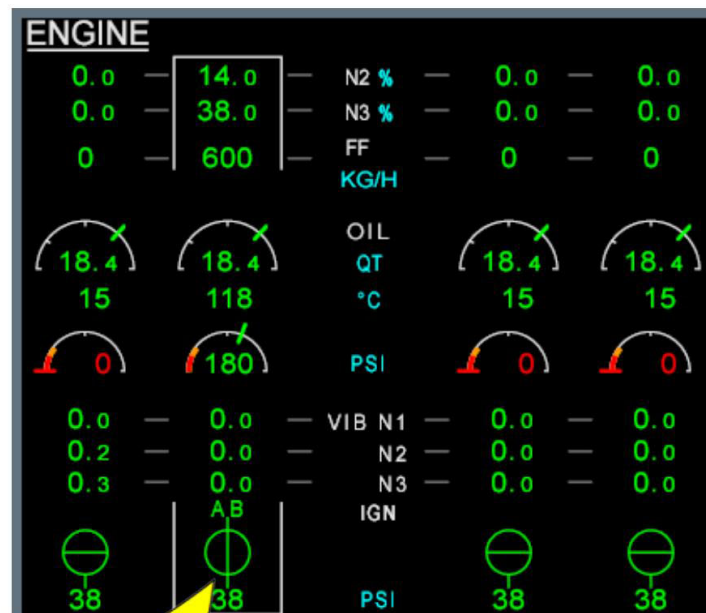 ENGINE
0.0 14.0 N2 % 0.0 0.0
0.0 38.0 N3 % 0.0 0.0
0 600 FF 0 0
KG/H
OIL
18.4 18.4 QT 18.4 18.4
15 118 °C 15 15
0 180 PSI 0 0
0.0 0.0 VIB N1 0.0 0.0
0.2 0.0 N2 0.0 0.0
0.3 0.0 N3 0.0 0.0
AB IGN
38 38 PSI 38 38